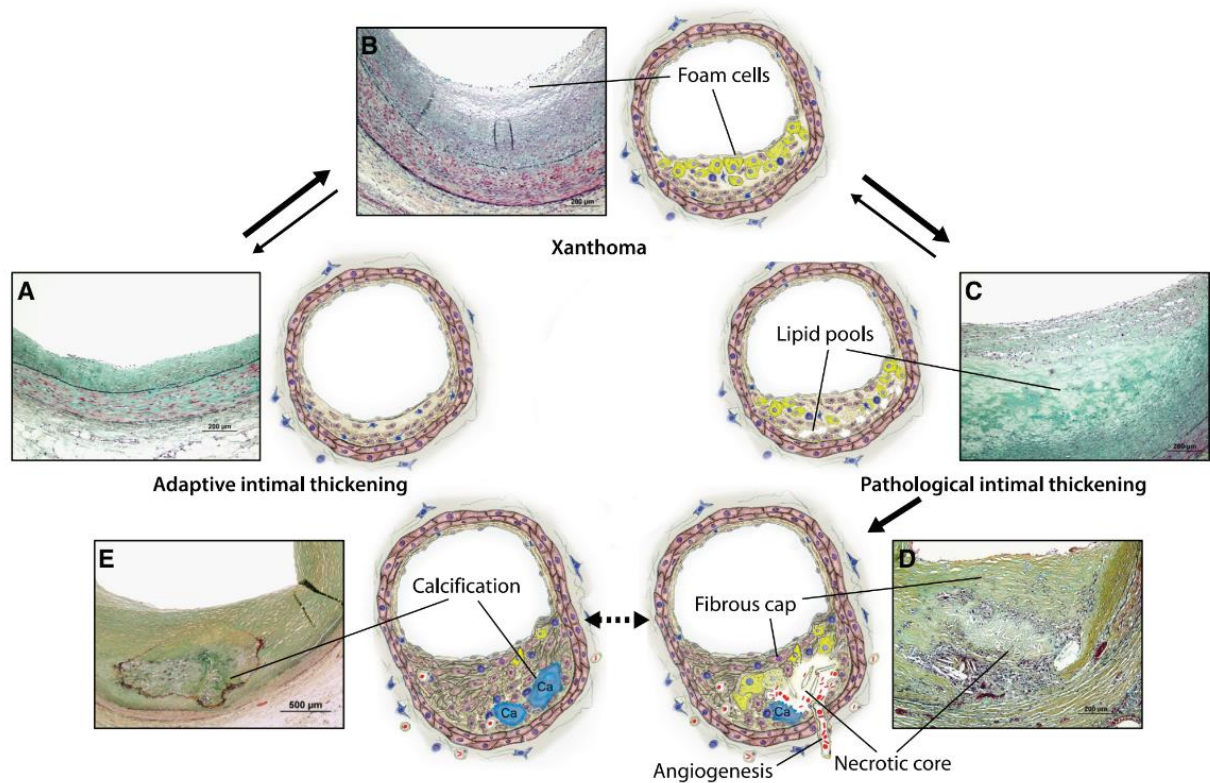 B
Foam cells
200 µm
Xanthoma
A
200 µm
Adaptive intimal thickening
C
Lipid pools
200 µm
Pathological intimal thickening
E
Calcification
500 µm
Ca
Ca
D
Fibrous cap
Ca
200 µm
Angiogenesis
Necrotic core